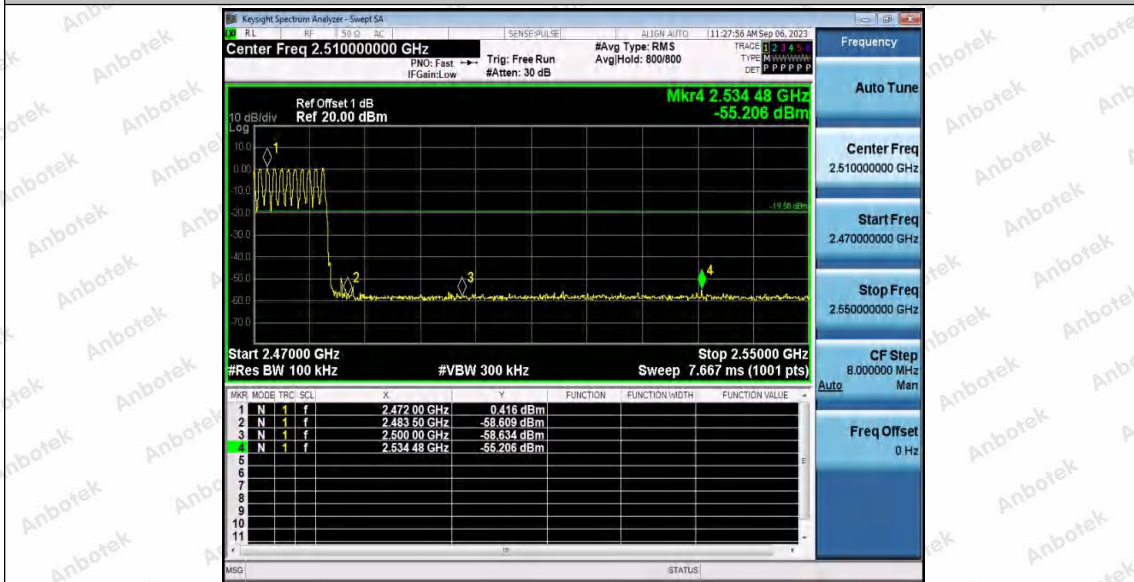 Keysight Spectrum Analyzer - Swept SA
RL RF 50 Ω AC SENSE:PULSE ALIGN AUTO 11:27:56 AM Sep 06, 2023
Center Freq 2.510000000 GHz
PNO: Fast
IFGain:Low
Trig: Free Run
#Atten: 30 dB
#Avg Type: RMS
Avg|Hold: 800/800
TRACE 1 2 3 4 5 6
TYPE M W W W W W
DET P P P P P P
Mkr4 2.534 48 GHz
-55.206 dBm
Ref Offset 1 dB
10 dB/div Ref 20.00 dBm
Log
10.0
0.00
-10.0
-20.0
-30.0
-40.0
-50.0
-60.0
-70.0
1
2
3
4
-19.58 dBm
Start 2.47000 GHz Stop 2.55000 GHz
#Res BW 100 kHz #VBW 300 kHz Sweep 7.667 ms (1001 pts)
MKR MODE TRC SCL X Y FUNCTION FUNCTION WIDTH FUNCTION VALUE
1 N 1 f 2.472 00 GHz 0.416 dBm
2 N 1 f 2.483 50 GHz -58.609 dBm
3 N 1 f 2.500 00 GHz -58.634 dBm
4 N 1 f 2.534 48 GHz -55.206 dBm
5
6
7
8
9
10
11
MSG STATUS
Frequency
Auto Tune
Center Freq
2.510000000 GHz
Start Freq
2.470000000 GHz
Stop Freq
2.550000000 GHz
CF Step
8.000000 MHz
Auto Man
Freq Offset
0 Hz
Anbotek